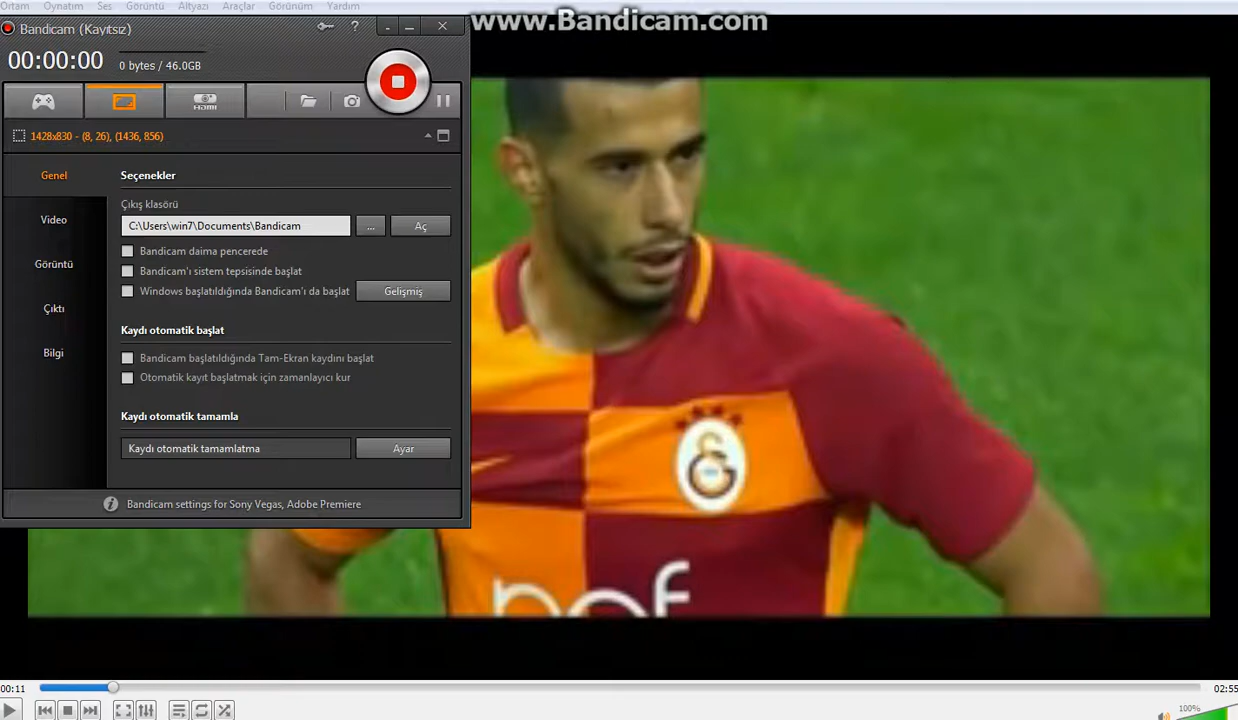 Ortam Oynatım Ses Görüntü Altyazı Araçlar Görünüm Yardım
www.Bandicam.com
Bandicam (Kayıtsız)
?
00:00:00
0 bytes / 46.0GB
HDMI
1428x830 - (8, 26), (1436, 856)
Genel
Video
Görüntü
Çıktı
Bilgi
Seçenekler
Çıkış klasörü
C:\Users\win7\Documents\Bandicam
...
Aç
Bandicam daima pencerede
Bandicam'ı sistem tepsisinde başlat
Windows başlatıldığında Bandicam'ı da başlat
Gelişmiş
Kaydı otomatik başlat
Bandicam başlatıldığında Tam-Ekran kaydını başlat
Otomatik kayıt başlatmak için zamanlayıcı kur
Kaydı otomatik tamamla
Kaydı otomatik tamamlatma
Ayar
Bandicam settings for Sony Vegas, Adobe Premiere
nef
00:11
02:55
100%